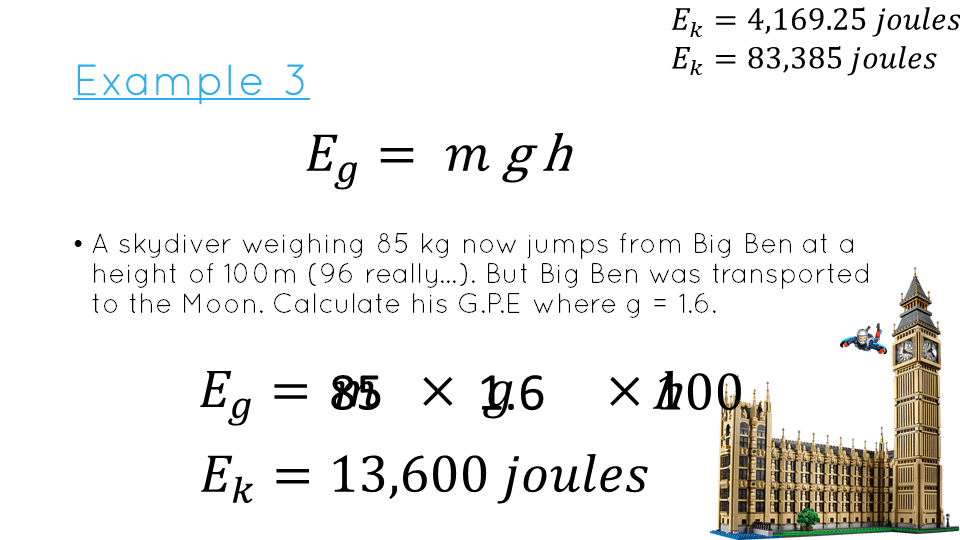 E_k = 4,169.25 joules
E_k = 83,385 joules
Example 3
E_g = m g h
• A skydiver weighing 85 kg now jumps from Big Ben at a
height of 100m (96 really...). But Big Ben was transported
to the Moon. Calculate his G.P.E where g = 1.6.
E_g = m 85 × g 1.6 × h 100
E_k = 13,600 joules